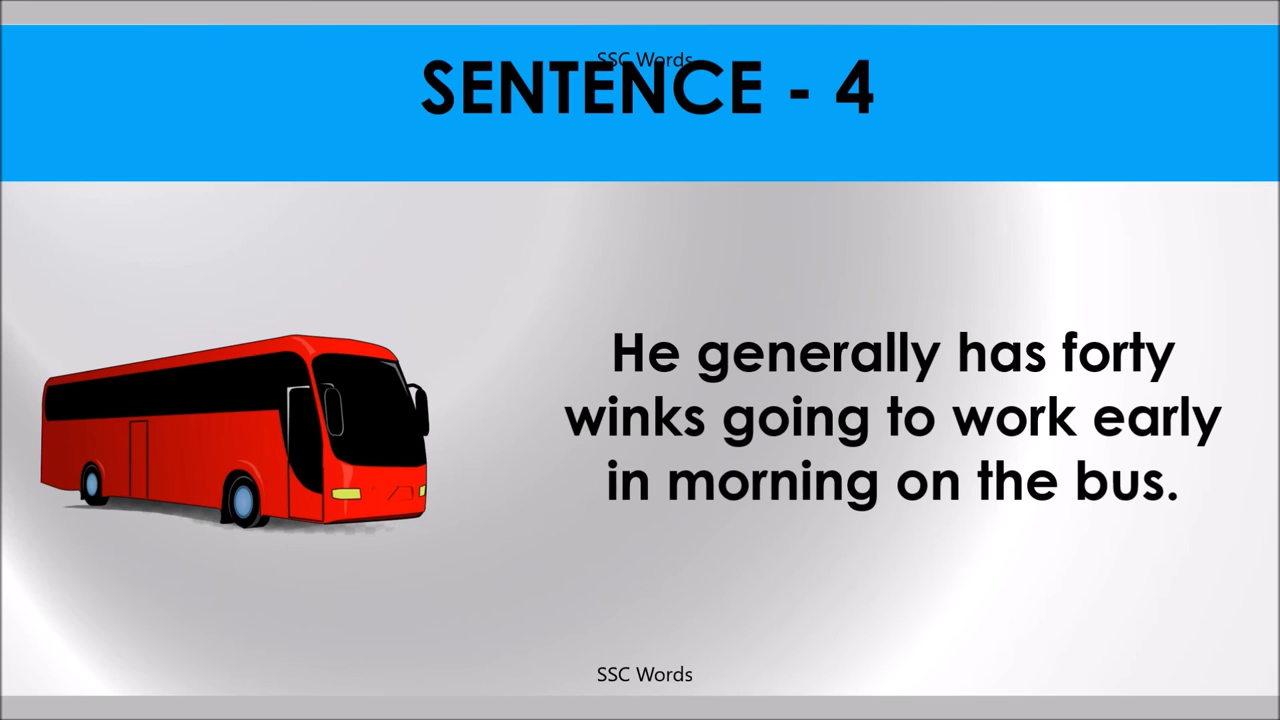 SSC Words
SENTENCE - 4
He generally has forty
winks going to work early
in morning on the bus.
SSC Words